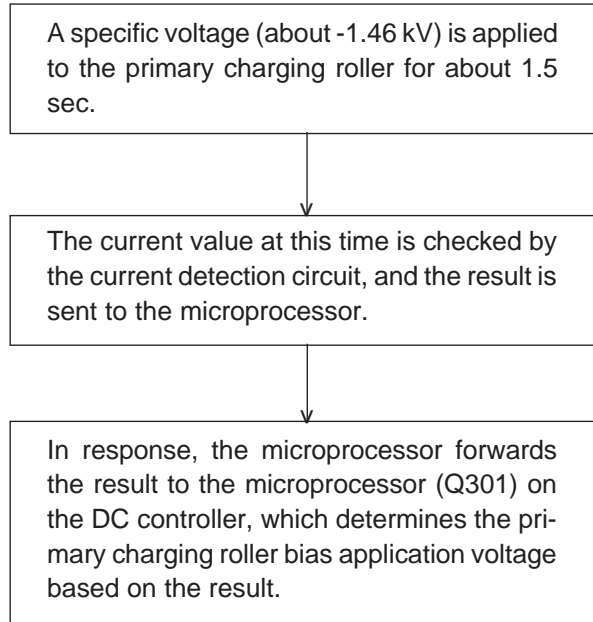 A specific voltage (about -1.46 kV) is applied
to the primary charging roller for about 1.5
sec.
The current value at this time is checked by
the current detection circuit, and the result is
sent to the microprocessor.
In response, the microprocessor forwards
the result to the microprocessor (Q301) on
the DC controller, which determines the pri-
mary charging roller bias application voltage
based on the result.